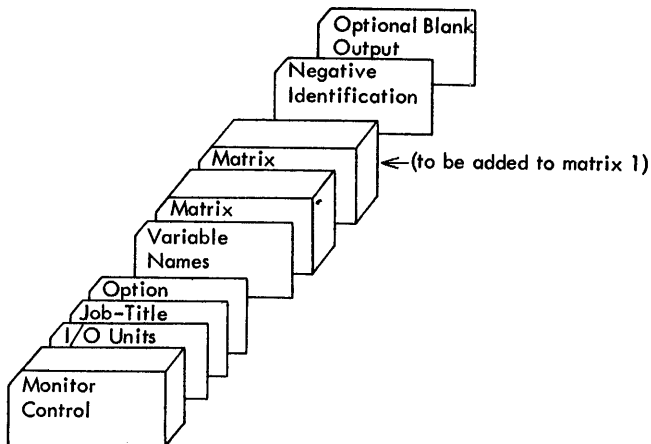 Optional Blank
Output
Negative
Identification
Matrix
←(to be added to matrix 1)
Matrix
Variable
Names
Option
Job-Title
I/O Units
Monitor
Control